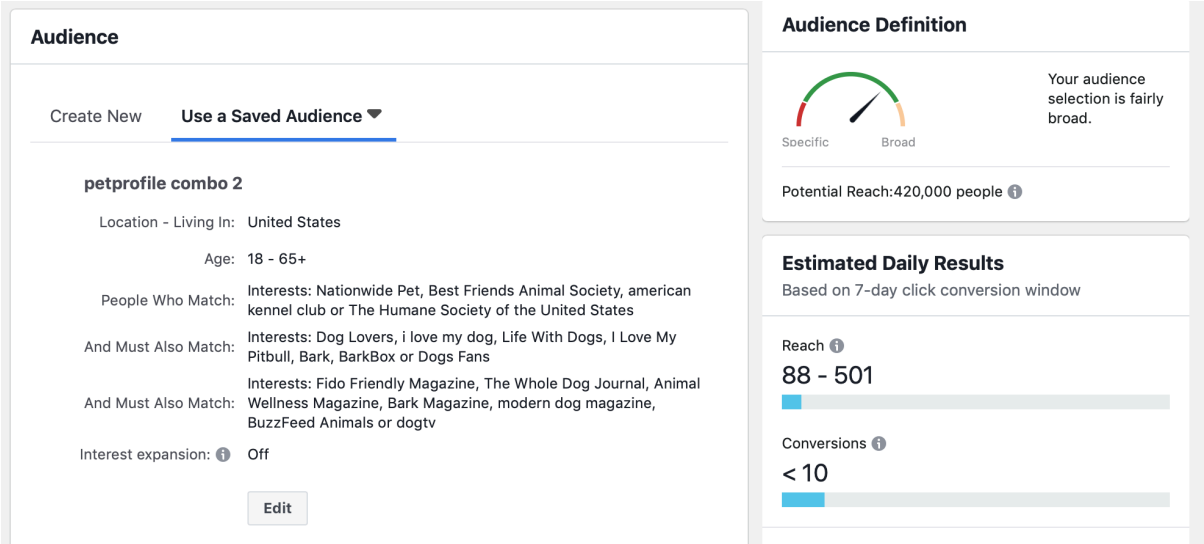 Audience
Create New
Use a Saved Audience
petprofile combo 2
Location - Living In: United States
Age: 18 - 65+
People Who Match: Interests: Nationwide Pet, Best Friends Animal Society, american
kennel club or The Humane Society of the United States
And Must Also Match: Interests: Dog Lovers, i love my dog, Life With Dogs, I Love My
Pitbull, Bark, BarkBox or Dogs Fans
And Must Also Match: Interests: Fido Friendly Magazine, The Whole Dog Journal, Animal
Wellness Magazine, Bark Magazine, modern dog magazine,
BuzzFeed Animals or dogtv
Interest expansion: Off
Edit
Audience Definition
Specific
Broad
Your audience
selection is fairly
broad.
Potential Reach:420,000 people
Estimated Daily Results
Based on 7-day click conversion window
Reach
88 - 501
Conversions
< 10